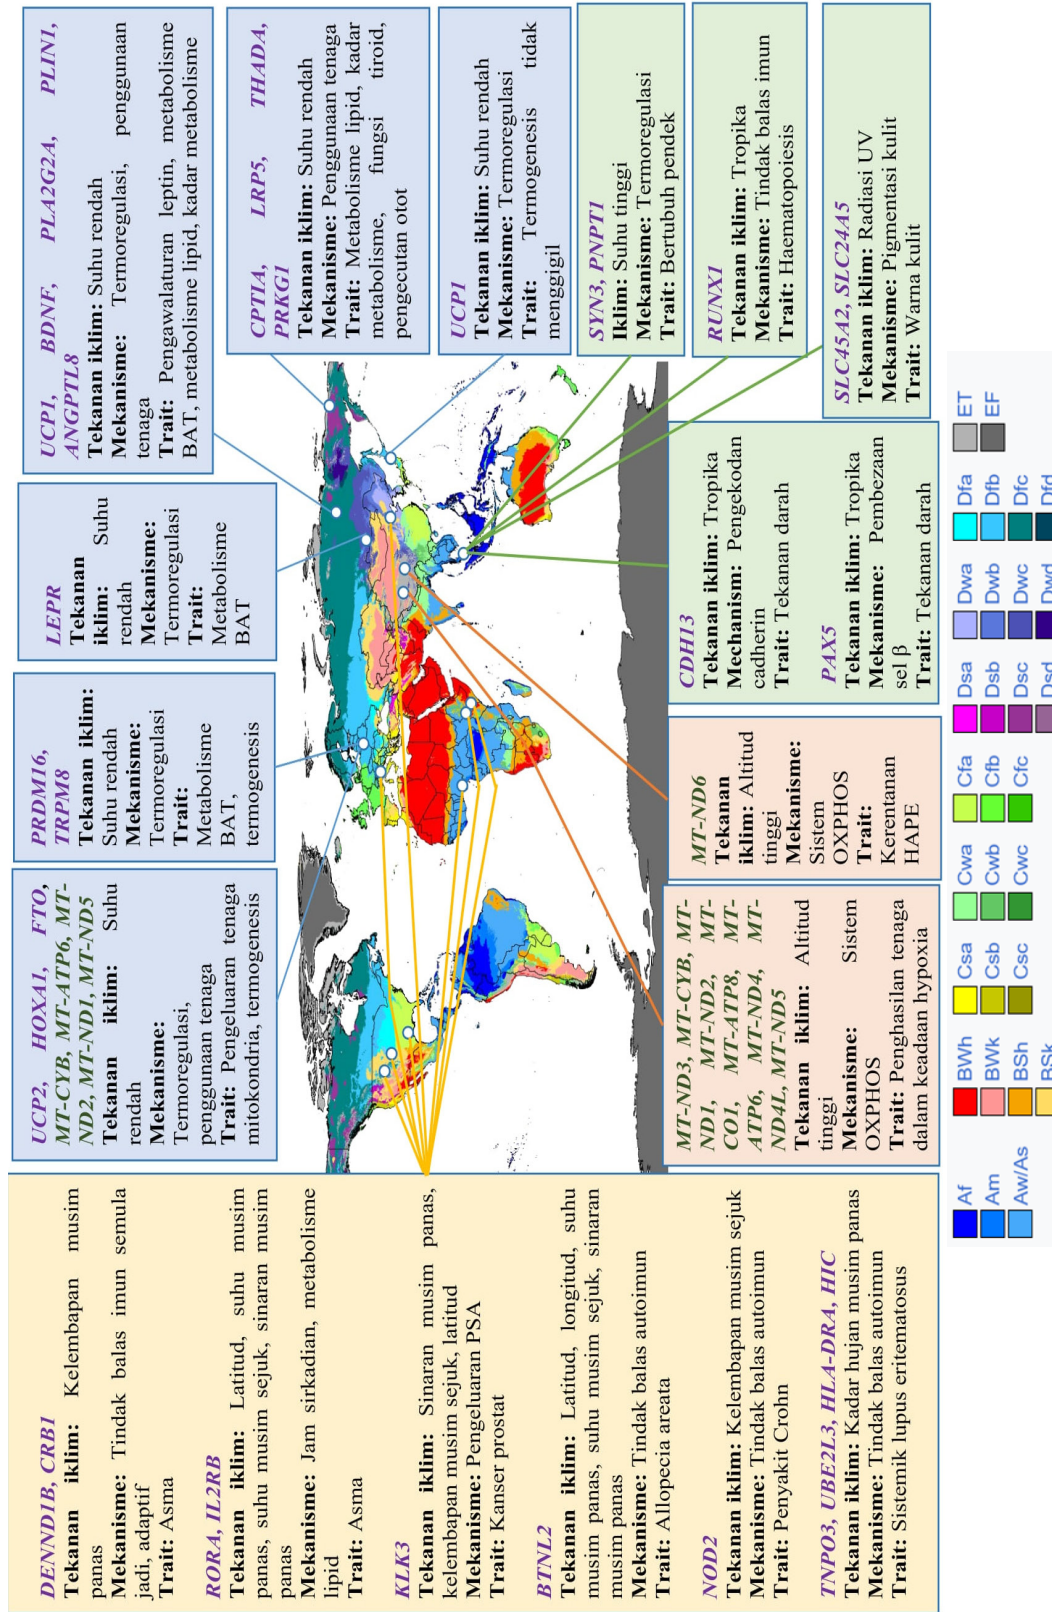 DENND1B, CRB1
Tekanan iklim: Kelembapan musim
panas
Mekanisme: Tindak balas imun semula
jadi, adaptif
Trait: Asma
RORA, IL2RB
Tekanan iklim: Latitud, suhu musim
panas, suhu musim sejuk, sinaran musim
panas
Mekanisme: Jam sirkadian, metabolisme
lipid
Trait: Asma
KLK3
Tekanan iklim: Sinaran musim panas,
kelembapan musim sejuk, latitud
Mekanisme: Pengeluaran PSA
Trait: Kanser prostat
BTNL2
Tekanan iklim: Latitud, longitud, suhu
musim panas, suhu musim sejuk, sinaran
musim panas
Mekanisme: Tindak balas autoimun
Trait: Allopecia areata
NOD2
Tekanan iklim: Kelembapan musim sejuk
Mekanisme: Tindak balas autoimun
Trait: Penyakit Crohn
TNPO3, UBE2L3, HLA-DRA, HIC
Tekanan iklim: Kadar hujan musim panas
Mekanisme: Tindak balas autoimun
Trait: Sistemik lupus eritematosus
UCP2, HOXA1, FTO,
MT-CYB, MT-ATP6, MT-
ND2, MT-ND1, MT-ND5
Tekanan iklim: Suhu
rendah
Mekanisme:
Termoregulasi,
penggunaan tenaga
Trait: Pengeluaran tenaga
mitokondria, termogenesis
PRDM16,
TRPM8
Tekanan iklim:
Suhu rendah
Mekanisme:
Termoregulasi
Trait:
Metabolisme
BAT,
termogenesis
LEPR
Tekanan
iklim: Suhu
rendah
Mekanisme:
Termoregulasi
Trait:
Metabolisme
BAT
UCP1, BDNF, PLA2G2A, PLIN1,
ANGPTL8
Tekanan iklim: Suhu rendah
Mekanisme: Termoregulasi, penggunaan
tenaga
Trait: Pengawalaturan leptin, metabolisme
BAT, metabolisme lipid, kadar metabolisme
CPTIA, LRP5, THADA,
PRKG1
Tekanan iklim: Suhu rendah
Mekanisme: Penggunaan tenaga
Trait: Metabolisme lipid, kadar
metabolisme, fungsi tiroid,
pengecutan otot
UCP1
Tekanan iklim: Suhu rendah
Mekanisme: Termoregulasi
Trait: Termogenesis tidak
menggigil
SYN3, PNPT1
Iklim: Suhu tinggi
Mekanisme: Termoregulasi
Trait: Bertubuh pendek
RUNX1
Tekanan iklim: Tropika
Mekanisme: Tindak balas imun
Trait: Haematopoiesis
SLC45A2, SLC24A5
Tekanan iklim: Radiasi UV
Mekanisme: Pigmentasi kulit
Trait: Warna kulit
MT-ND3, MT-CYB, MT-
ND1, MT-ND2, MT-
CO1, MT-ATP8, MT-
ATP6, MT-ND4, MT-
ND4L, MT-ND5
Tekanan iklim: Altitud
tinggi
Mekanisme: Sistem
OXPHOS
Trait: Penghasilan tenaga
dalam keadaan hypoxia
MT-ND6
Tekanan
iklim: Altitud
tinggi
Mekanisme:
Sistem
OXPHOS
Trait:
Kerentanan
HAPE
CDH13
Tekanan iklim: Tropika
Mechanism: Pengekodan
cadherin
Trait: Tekanan darah
PAX5
Tekanan iklim: Tropika
Mekanisme: Pembezaan
sel β
Trait: Tekanan darah
Af BWh Csa Cwa Cfa Dsa Dwa Dfa ET
Am BWk Csb Cwb Cfb Dsb Dwb Dfb EF
Aw/As BSh Csc Cwc Cfc Dsc Dwc Dfc
BSk Dsd Dwd Dfd